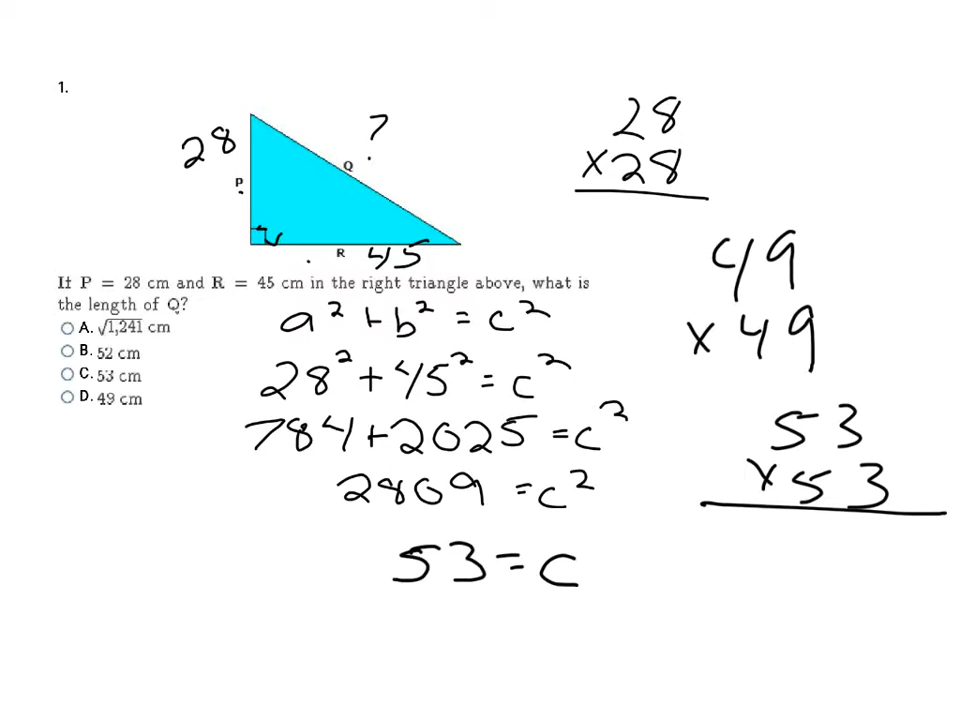 1.
28
?
Q
P
R 45
28
x28
49
x 49
53
x 53
If P = 28 cm and R = 45 cm in the right triangle above, what is
the length of Q?
A. √1,241 cm
B. 52 cm
C. 53 cm
D. 49 cm
a² + b² = c²
28² + 45² = c²
784 + 2025 = c²
2809 = c²
53 = c